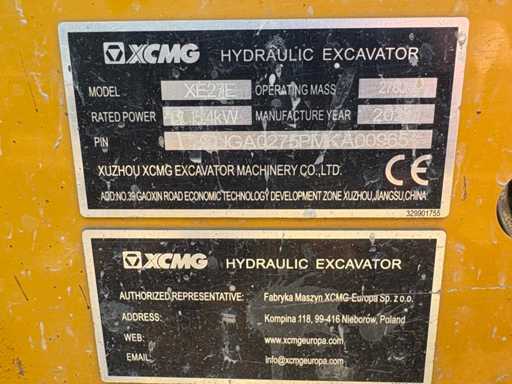 XCMG HYDRAULIC EXCAVATOR
MODEL XE27E OPERATING MASS
RATED POWER MANUFACTURE YEAR
PIN
XUZHOU XCMG EXCAVATOR MACHINERY CO.,LTD. CE
ADD:NO.39 GAOXIN ROAD ECONOMIC TECHNOLOGY DEVELOPMENT ZONE XUZHOU,JIANGSU,CHINA
329901755
XCMG HYDRAULIC EXCAVATOR
AUTHORIZED REPRESENTATIVE: Fabryka Maszyn XCMG-Europa Sp. z o.o.
ADDRESS: Kompina 118, 99-416 Nieborów, Poland
WEB: www.xcmgeuropa.com
EMAIL: info@xcmgeuropa.com